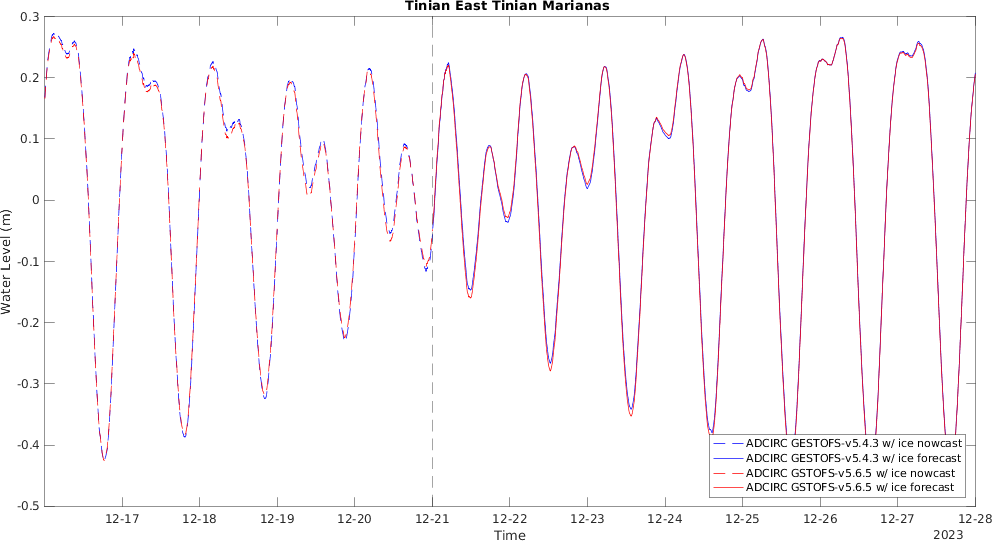 Tinian East Tinian Marianas
Water Level (m)
0.3
0.2
0.1
0
-0.1
-0.2
-0.3
-0.4
-0.5
ADCIRC GESTOFS-v5.4.3 w/ ice nowcast
ADCIRC GESTOFS-v5.4.3 w/ ice forecast
ADCIRC GSTOFS-v5.6.5 w/ ice nowcast
ADCIRC GSTOFS-v5.6.5 w/ ice forecast
12-17 12-18 12-19 12-20 12-21 12-22 12-23 12-24 12-25 12-26 12-27 12-28
Time
2023